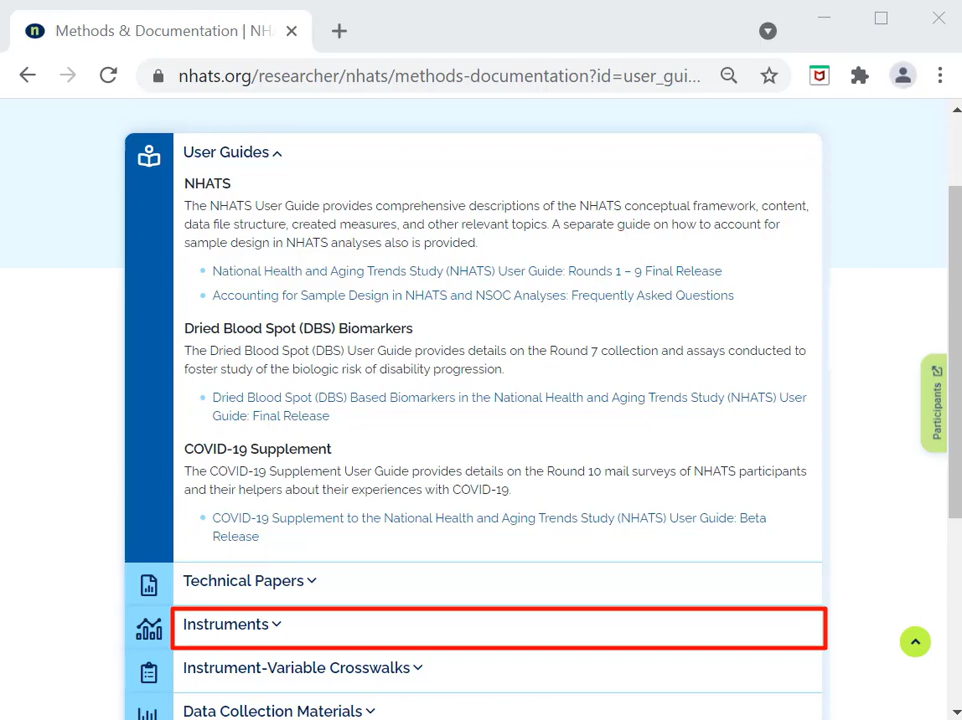 Methods & Documentation | NH
nhats.org/researcher/nhats/methods-documentation?id=user_gui...
User Guides
NHATS
The NHATS User Guide provides comprehensive descriptions of the NHATS conceptual framework, content,
data file structure, created measures, and other relevant topics. A separate guide on how to account for
sample design in NHATS analyses also is provided.
National Health and Aging Trends Study (NHATS) User Guide: Rounds 1 – 9 Final Release
Accounting for Sample Design in NHATS and NSOC Analyses: Frequently Asked Questions
Dried Blood Spot (DBS) Biomarkers
The Dried Blood Spot (DBS) User Guide provides details on the Round 7 collection and assays conducted to
foster study of the biologic risk of disability progression.
Dried Blood Spot (DBS) Based Biomarkers in the National Health and Aging Trends Study (NHATS) User
Guide: Final Release
Participants
COVID-19 Supplement
The COVID-19 Supplement User Guide provides details on the Round 10 mail surveys of NHATS participants
and their helpers about their experiences with COVID-19.
COVID-19 Supplement to the National Health and Aging Trends Study (NHATS) User Guide: Beta
Release
Technical Papers
Instruments
Instrument-Variable Crosswalks
Data Collection Materials